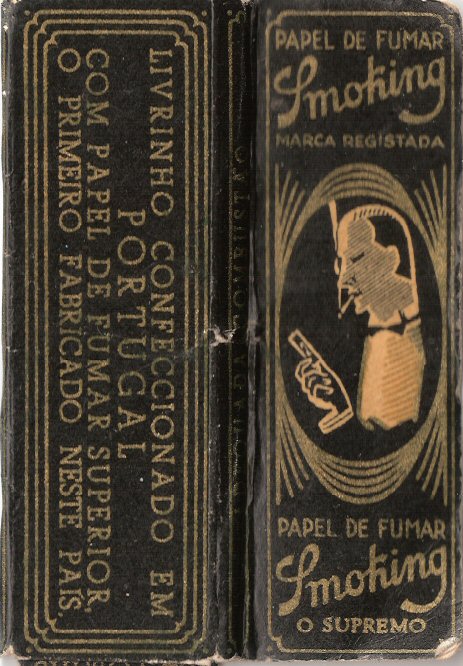 LIVRINHO CONFECCIONADO EM
PORTUGAL
COM PAPEL DE FUMAR SUPERIOR,
O PRIMEIRO FABRICADO NESTE PAÍS.
PAPEL DE FUMAR
Smoking
MARCA REGISTADA
PAPEL DE FUMAR
Smoking
O SUPREMO